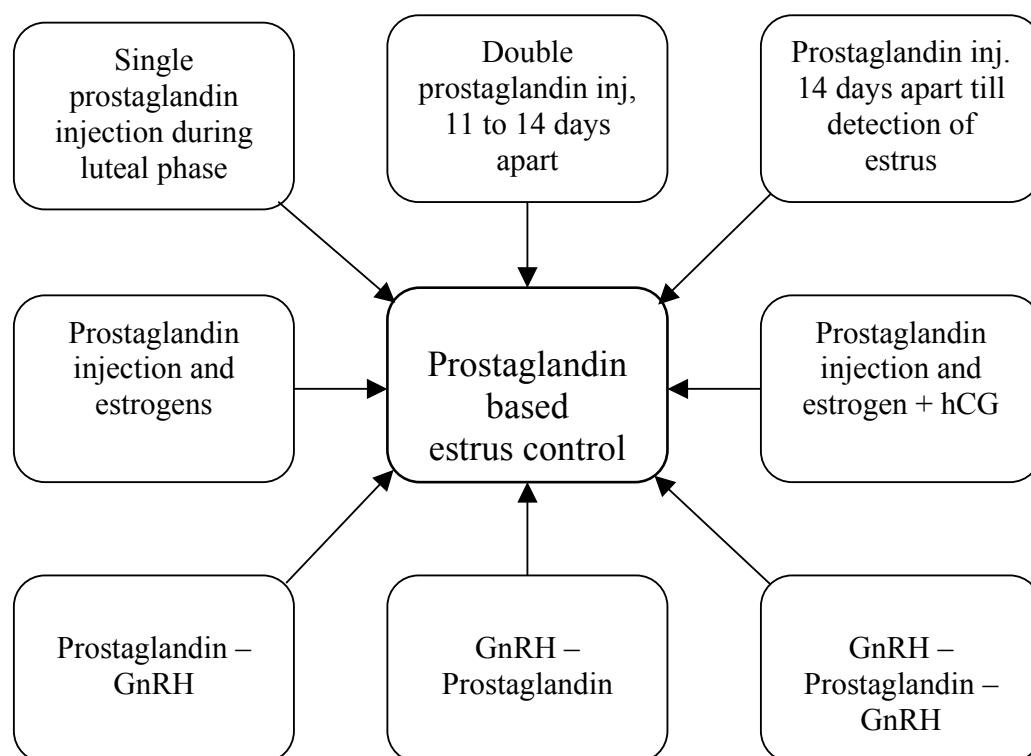 Single
prostaglandin
injection during
luteal phase
Double
prostaglandin inj,
11 to 14 days
apart
Prostaglandin inj.
14 days apart till
detection of
estrus
Prostaglandin
injection and
estrogens
Prostaglandin
based
estrus control
Prostaglandin
injection and
estrogen + hCG
Prostaglandin –
GnRH
GnRH –
Prostaglandin
GnRH –
Prostaglandin –
GnRH